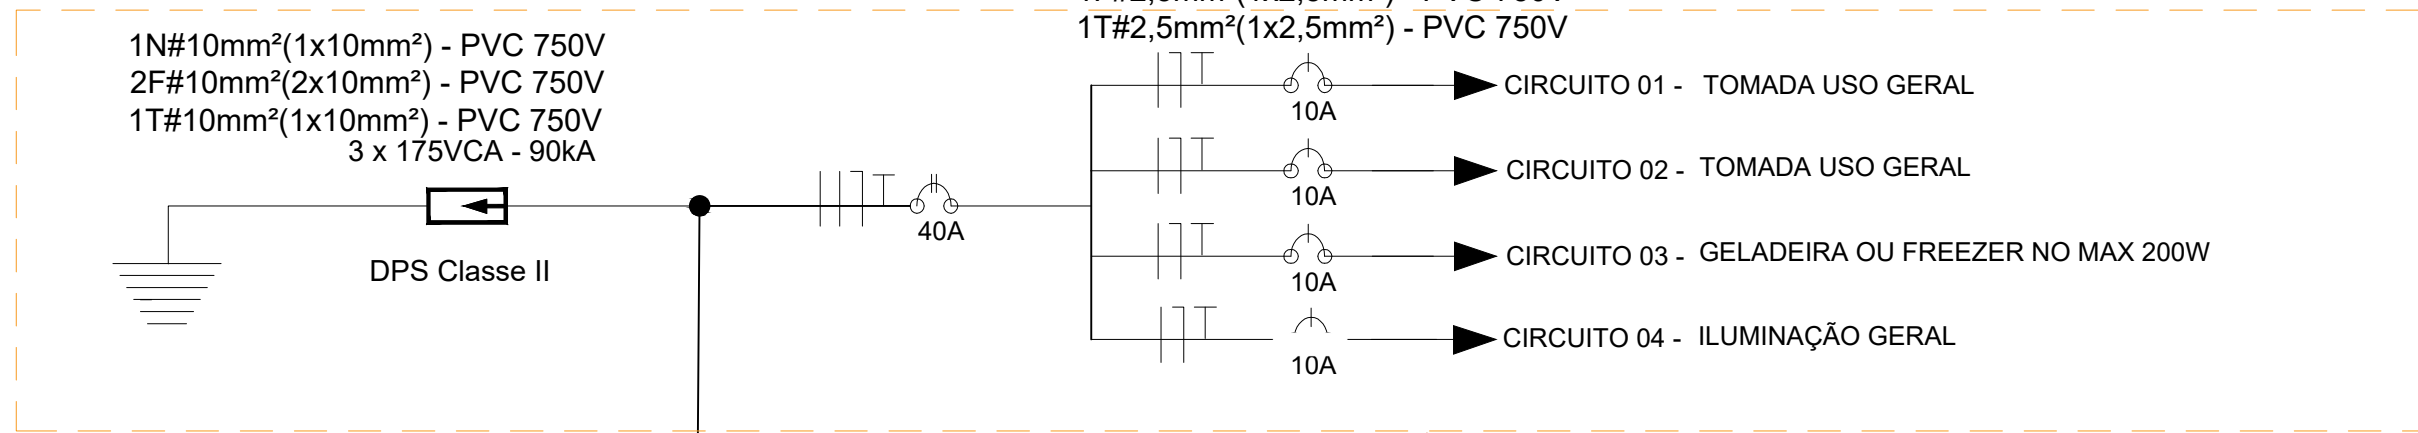 1N#10mm²(1x10mm²) - PVC 750V
2F#10mm²(2x10mm²) - PVC 750V
1T#10mm²(1x10mm²) - PVC 750V
3 x 175VCA - 90kA
DPS Classe II
40A
1T#2,5mm²(1x2,5mm²) - PVC 750V
10A
CIRCUITO 01 - TOMADA USO GERAL
10A
CIRCUITO 02 - TOMADA USO GERAL
10A
CIRCUITO 03 - GELADEIRA OU FREEZER NO MAX 200W
10A
CIRCUITO 04 - ILUMINAÇÃO GERAL